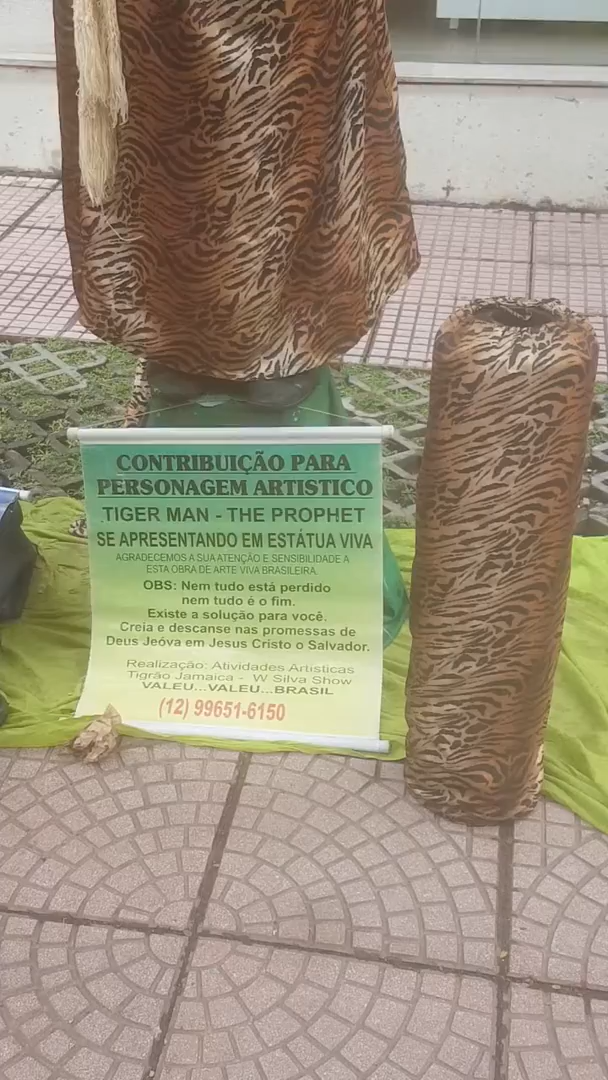 CONTRIBUIÇÃO PARA
PERSONAGEM ARTISTICO
TIGER MAN - THE PROPHET
SE APRESENTANDO EM ESTÁTUA VIVA
AGRADECEMOS A SUA ATENÇÃO E SENSIBILIDADE A
ESTA OBRA DE ARTE VIVA BRASILEIRA.
OBS: Nem tudo está perdido
nem tudo é o fim.
Existe a solução para você.
Creia e descanse nas promessas de
Deus Jeóva em Jesus Cristo o Salvador.
Realização: Atividades Artisticas
Tigrão Jamaica - W Silva Show
VALEU...VALEU...BRASIL
(12) 99651-6150